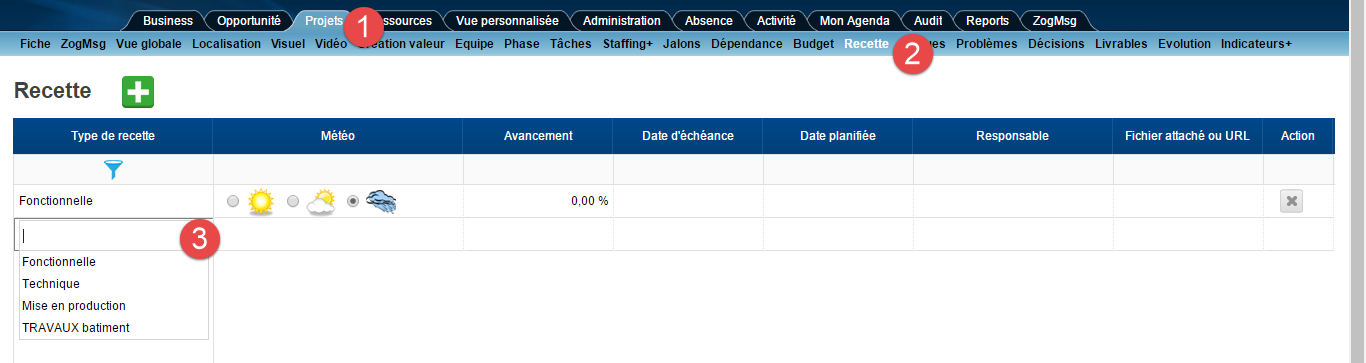 Business Opportunité Projets 1 ssources Vue personnalisée Administration Absence Activité Mon Agenda Audit Reports ZogMsg
Fiche ZogMsg Vue globale Localisation Visuel Vidéo Création valeur Equipe Phase Tâches Staffing+ Jalons Dépendance Budget Recette 2 es Problèmes Décisions Livrables Evolution Indicateurs+
Recette
Type de recette Météo Avancement Date d'échéance Date planifiée Responsable Fichier attaché ou URL Action
Fonctionnelle 0,00 %
3
Fonctionnelle
Technique
Mise en production
TRAVAUX batiment